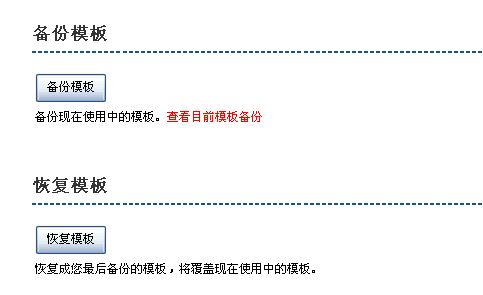 备份模板
备份模板
备份现在使用中的模板。查看目前模板备份
恢复模板
恢复模板
恢复成您最后备份的模板，将覆盖现在使用中的模板。